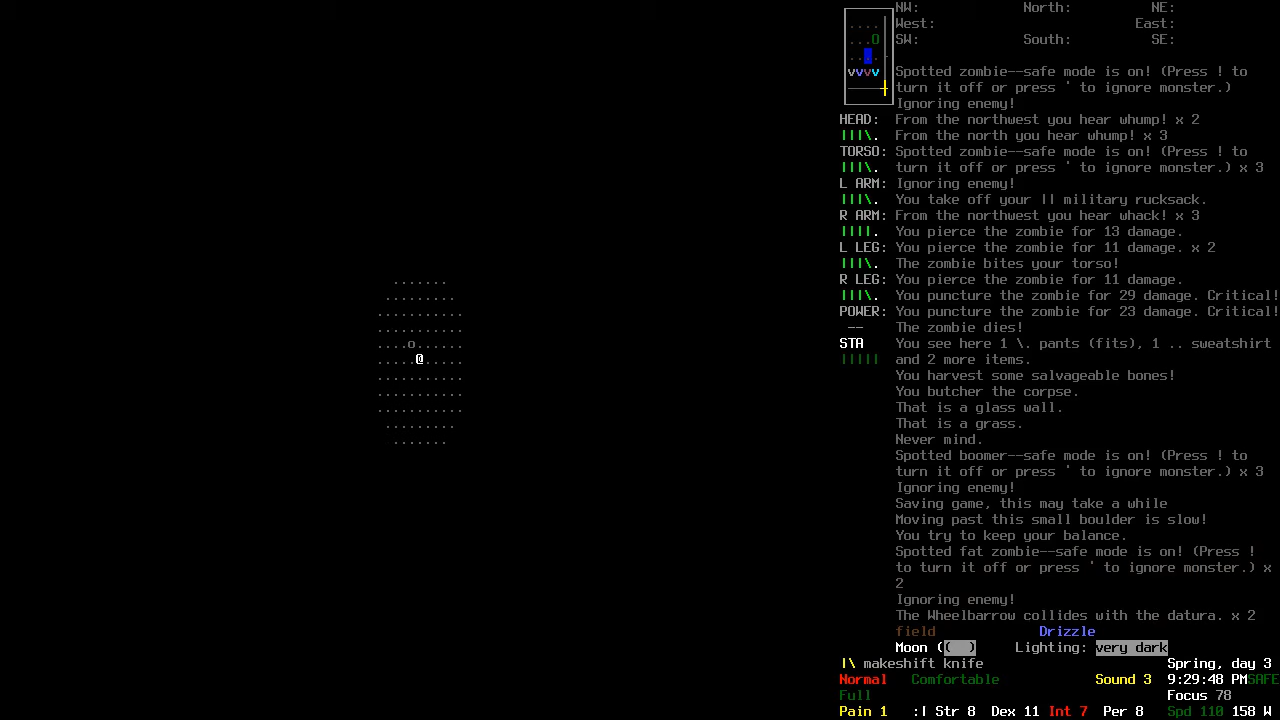 NW: North: NE:
West: East:
SW: South: SE:
Spotted zombie--safe mode is on! (Press ! to
turn it off or press ' to ignore monster.)
Ignoring enemy!
HEAD: From the northwest you hear whump! x 2
|||\. From the north you hear whump! x 3
TORSO: Spotted zombie--safe mode is on! (Press ! to
|||\. turn it off or press ' to ignore monster.) x 3
L ARM: Ignoring enemy!
|||\. You take off your || military rucksack.
R ARM: From the northwest you hear whack! x 3
||||. You pierce the zombie for 13 damage.
L LEG: You pierce the zombie for 11 damage. x 2
|||\. The zombie bites your torso!
R LEG: You pierce the zombie for 11 damage.
|||\. You puncture the zombie for 29 damage. Critical!
POWER: You puncture the zombie for 23 damage. Critical!
-- The zombie dies!
STA You see here 1 \. pants (fits), 1 .. sweatshirt
||||| and 2 more items.
You harvest some salvageable bones!
You butcher the corpse.
That is a glass wall.
That is a grass.
Never mind.
Spotted boomer--safe mode is on! (Press ! to
turn it off or press ' to ignore monster.) x 3
Ignoring enemy!
Saving game, this may take a while
Moving past this small boulder is slow!
You try to keep your balance.
Spotted fat zombie--safe mode is on! (Press !
to turn it off or press ' to ignore monster.) x
2
Ignoring enemy!
The Wheelbarrow collides with the datura. x 2
field Drizzle
Moon (( ) Lighting: very dark
|\ makeshift knife Spring, day 3
Normal Comfortable Sound 3 9:29:48 PM SAFE
Full Focus 78
Pain 1 :| Str 8 Dex 11 Int 7 Per 8 Spd 110 158 W